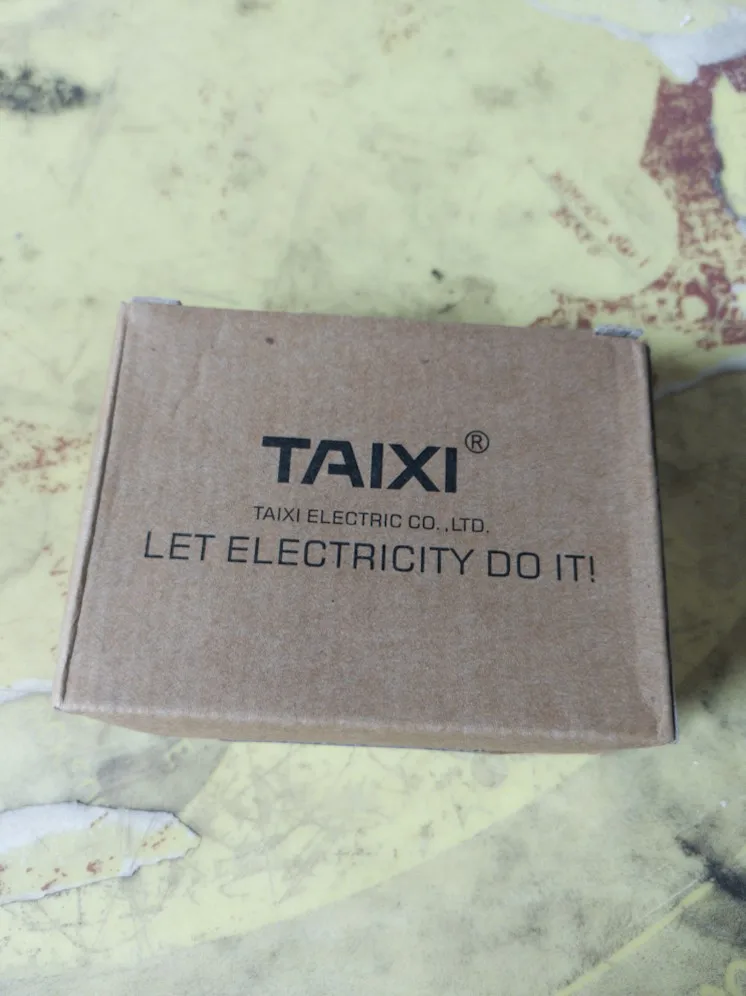 TAIXI®
TAIXI ELECTRIC CO.,LTD.
LET ELECTRICITY DO IT!